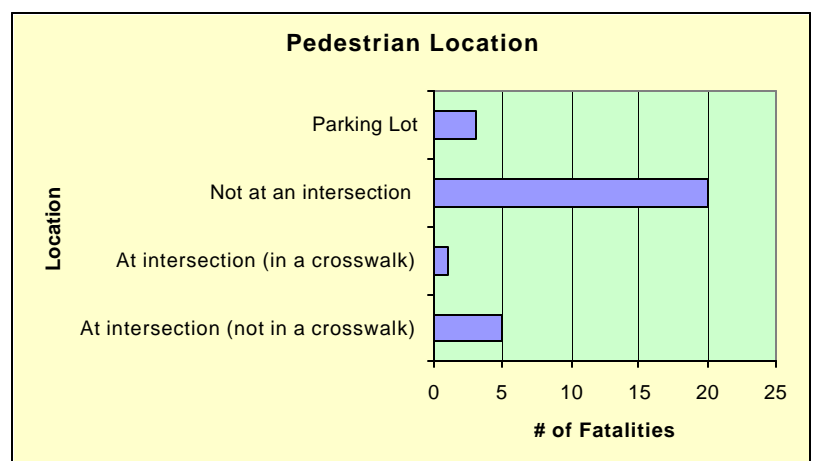 Pedestrian Location
Parking Lot
Not at an intersection
At intersection (in a crosswalk)
At intersection (not in a crosswalk)
Location
0 5 10 15 20 25
# of Fatalities